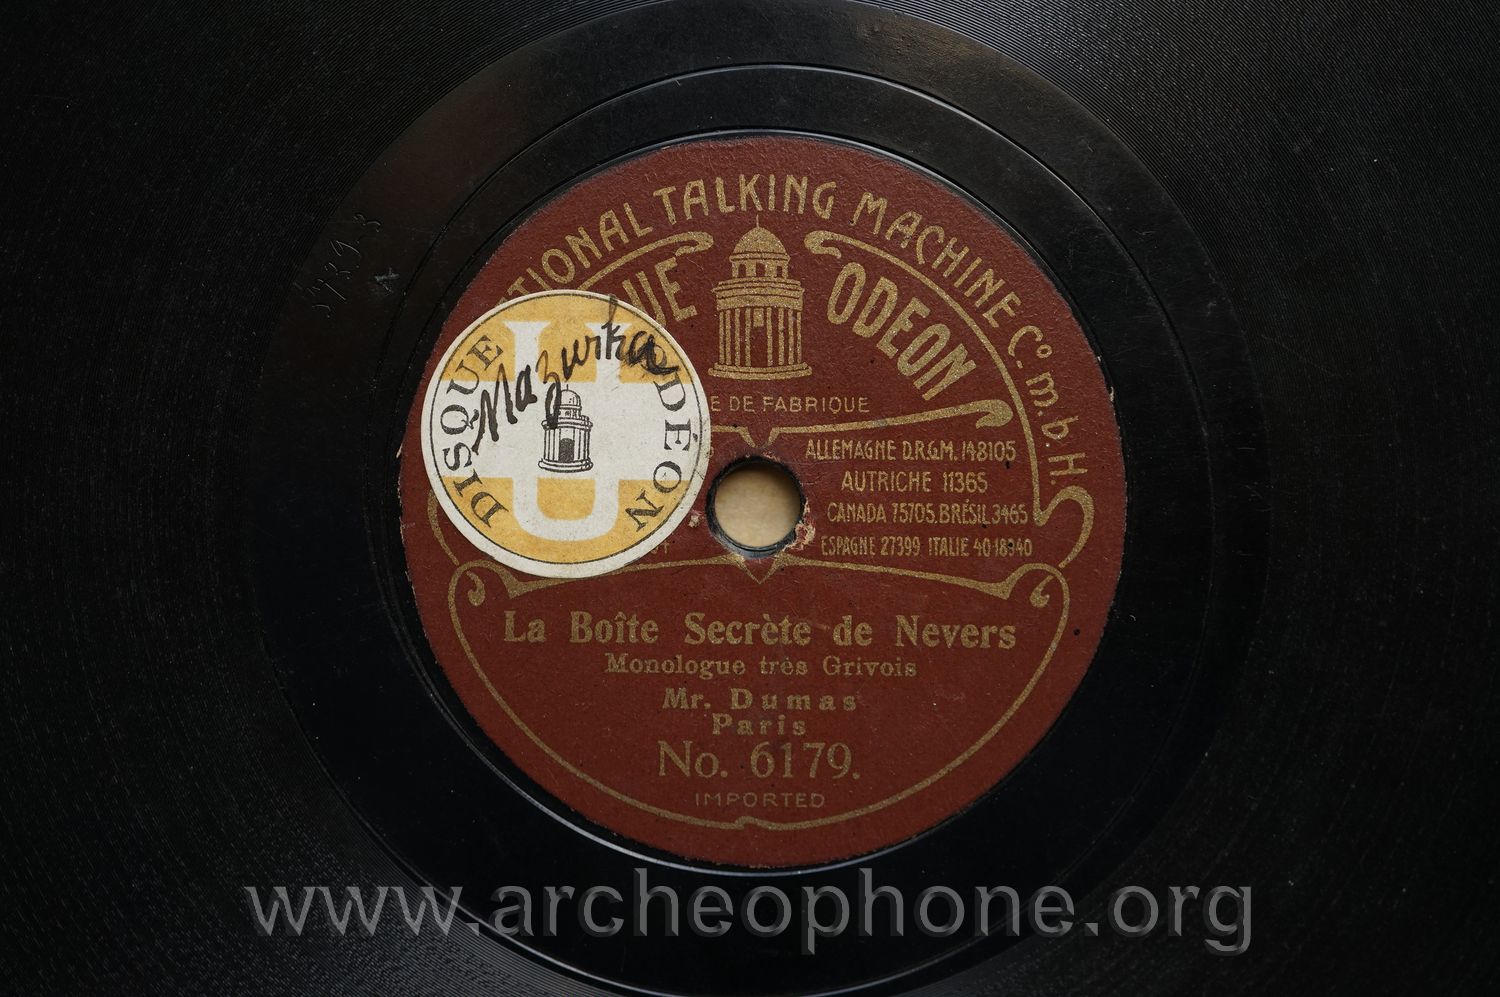 TIONAL TALKING MACHINE Co. m. b. H.
UE ODEON
E DE FABRIQUE
DISQUE ODÉON
U
Mazurka
ALLEMAGNE D.R.G.M. 148105
AUTRICHE 11365
CANADA 75705. BRÉSIL 3465
ESPAGNE 27399 ITALIE 40·18940
La Boîte Secrète de Nevers
Monologue très Grivois
Mr. Dumas
Paris
No. 6179.
IMPORTED
www.archeophone.org